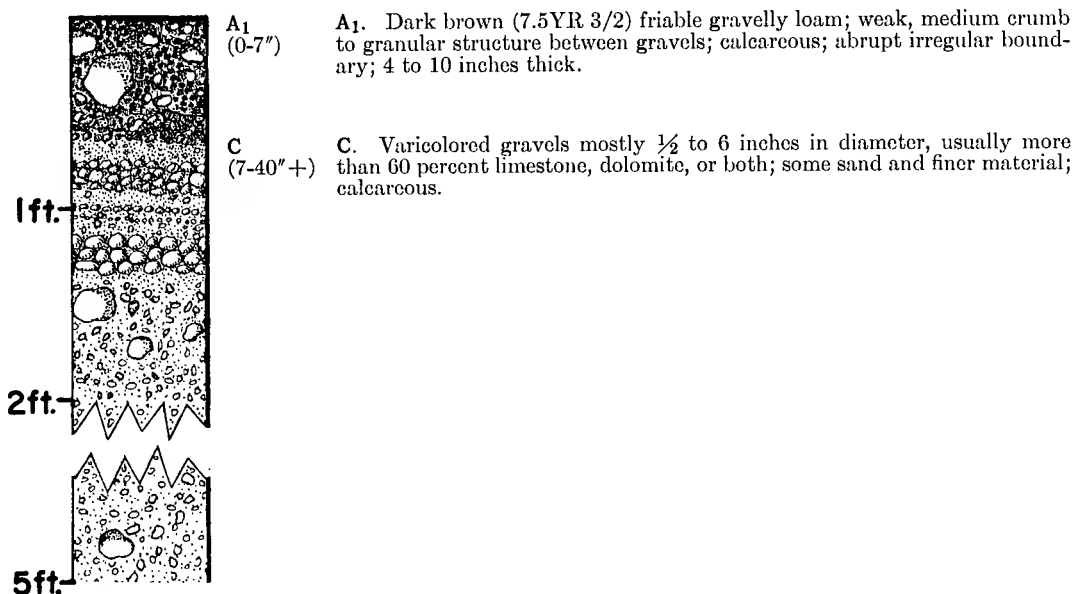 A₁
(0-7″)
A₁. Dark brown (7.5YR 3/2) friable gravelly loam; weak, medium crumb
to granular structure between gravels; calcareous; abrupt irregular bound-
ary; 4 to 10 inches thick.
C
(7-40″+)
C. Varicolored gravels mostly ½ to 6 inches in diameter, usually more
than 60 percent limestone, dolomite, or both; some sand and finer material;
calcareous.
1ft.
2ft.
5ft.